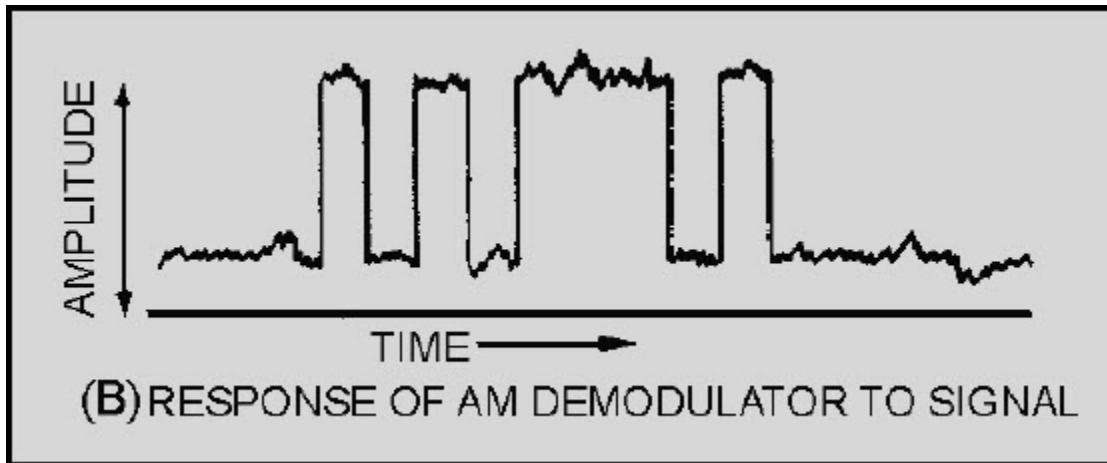 AMPLITUDE
TIME
(B) RESPONSE OF AM DEMODULATOR TO SIGNAL